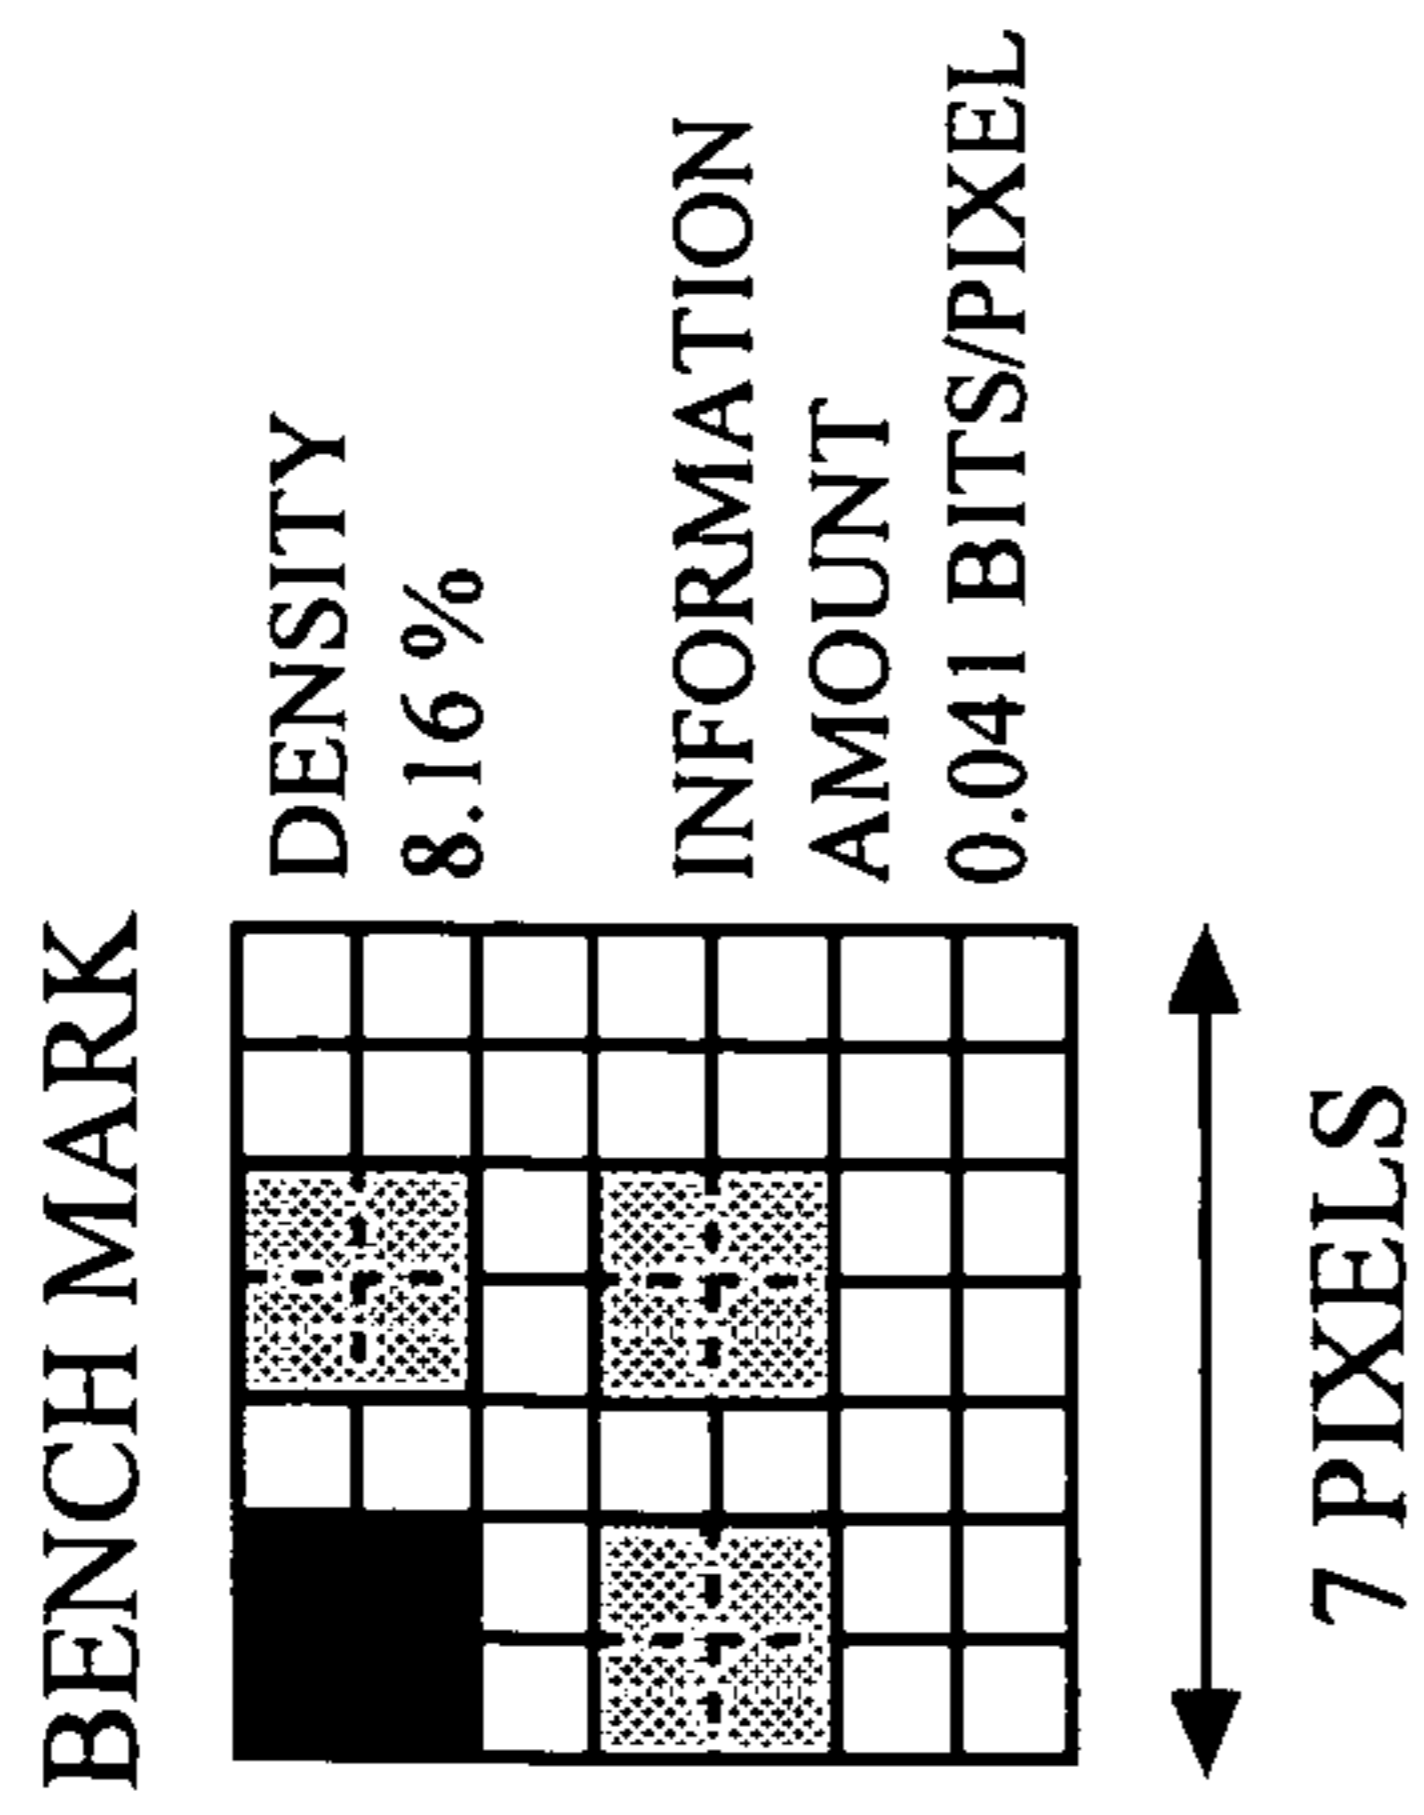 BENCH MARK
DENSITY
8.16 %
INFORMATION
AMOUNT
0.041 BITS/PIXEL
7 PIXELS